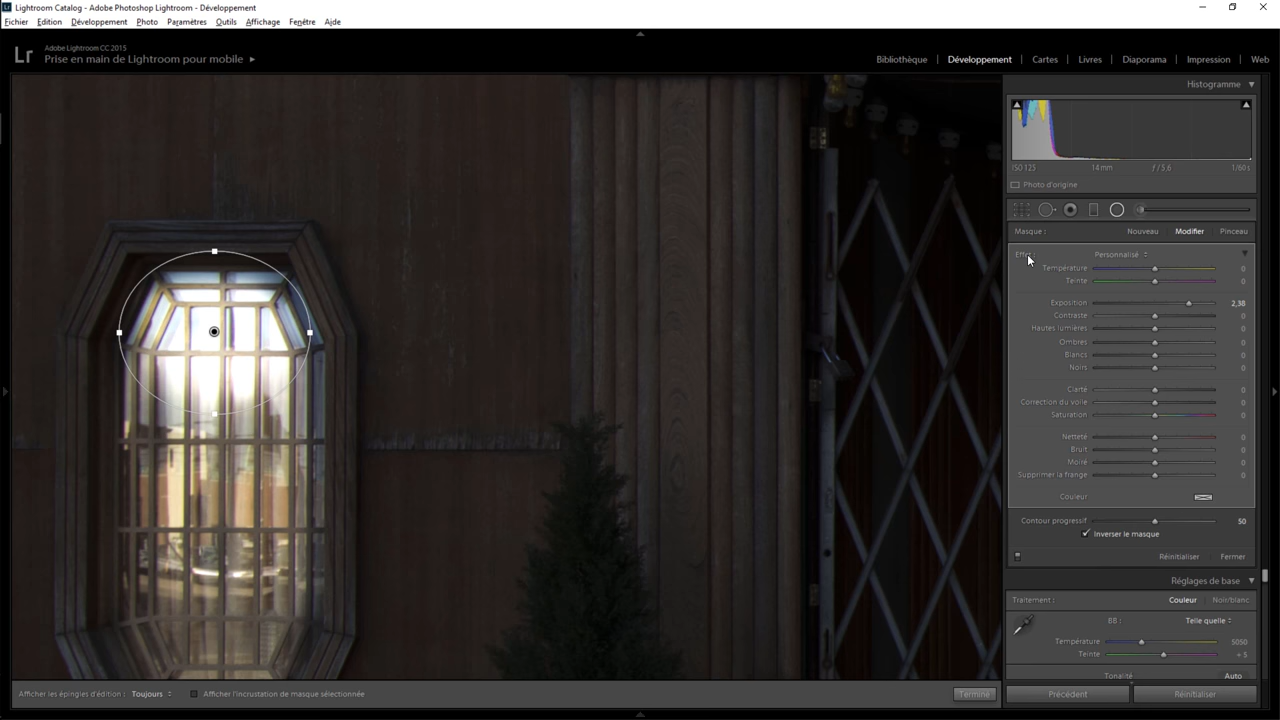 Lightroom Catalog - Adobe Photoshop Lightroom - Développement
Fichier Edition Développement Photo Paramètres Outils Affichage Fenêtre Aide
Lr
Adobe Lightroom CC 2015
Prise en main de Lightroom pour mobile
Bibliothèque | Développement | Cartes | Livres | Diaporama | Impression | Web
Histogramme
ISO 125 14 mm ƒ / 5,6 1/60 s
Photo d'origine
Masque : Nouveau Modifier Pinceau
Effet : Personnalisé
Température 0
Teinte 0
Exposition 2,38
Contraste 0
Hautes lumières 0
Ombres 0
Blancs 0
Noirs 0
Clarté 0
Correction du voile 0
Saturation 0
Netteté 0
Bruit 0
Moiré 0
Supprimer la frange 0
Couleur
Contour progressif 50
Inverser le masque
Réinitialiser Fermer
Réglages de base
Traitement : Couleur Noir/blanc
BB : Telle quelle
Température 5050
Teinte + 5
Tonalité Auto
Afficher les épingles d'édition : Toujours Afficher l'incrustation de masque sélectionnée Terminé
Précédent Réinitialiser